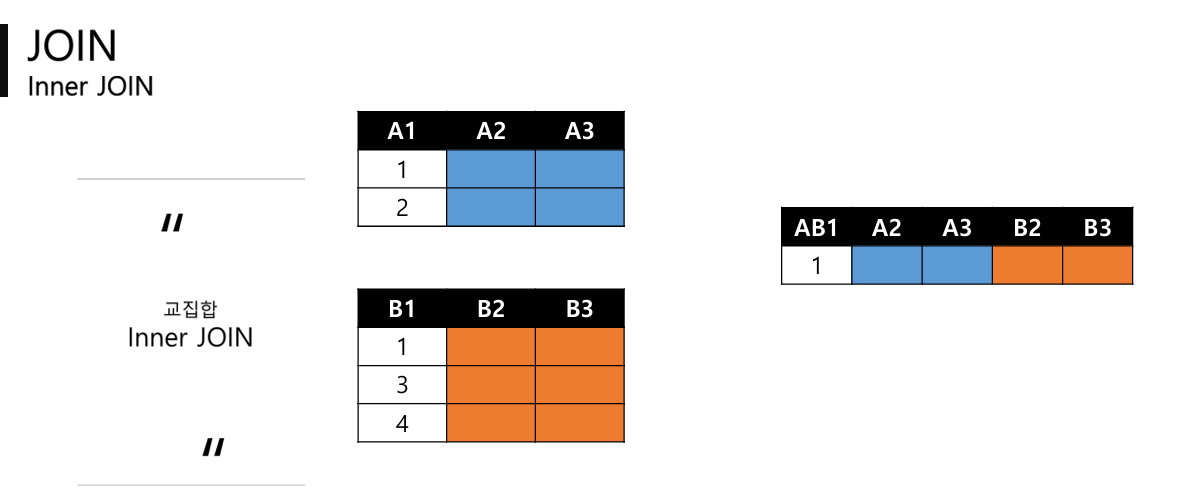 JOIN
Inner JOIN
"
교집합
Inner JOIN
"
A1 A2 A3
1
2
B1 B2 B3
1
3
4
AB1 A2 A3 B2 B3
1